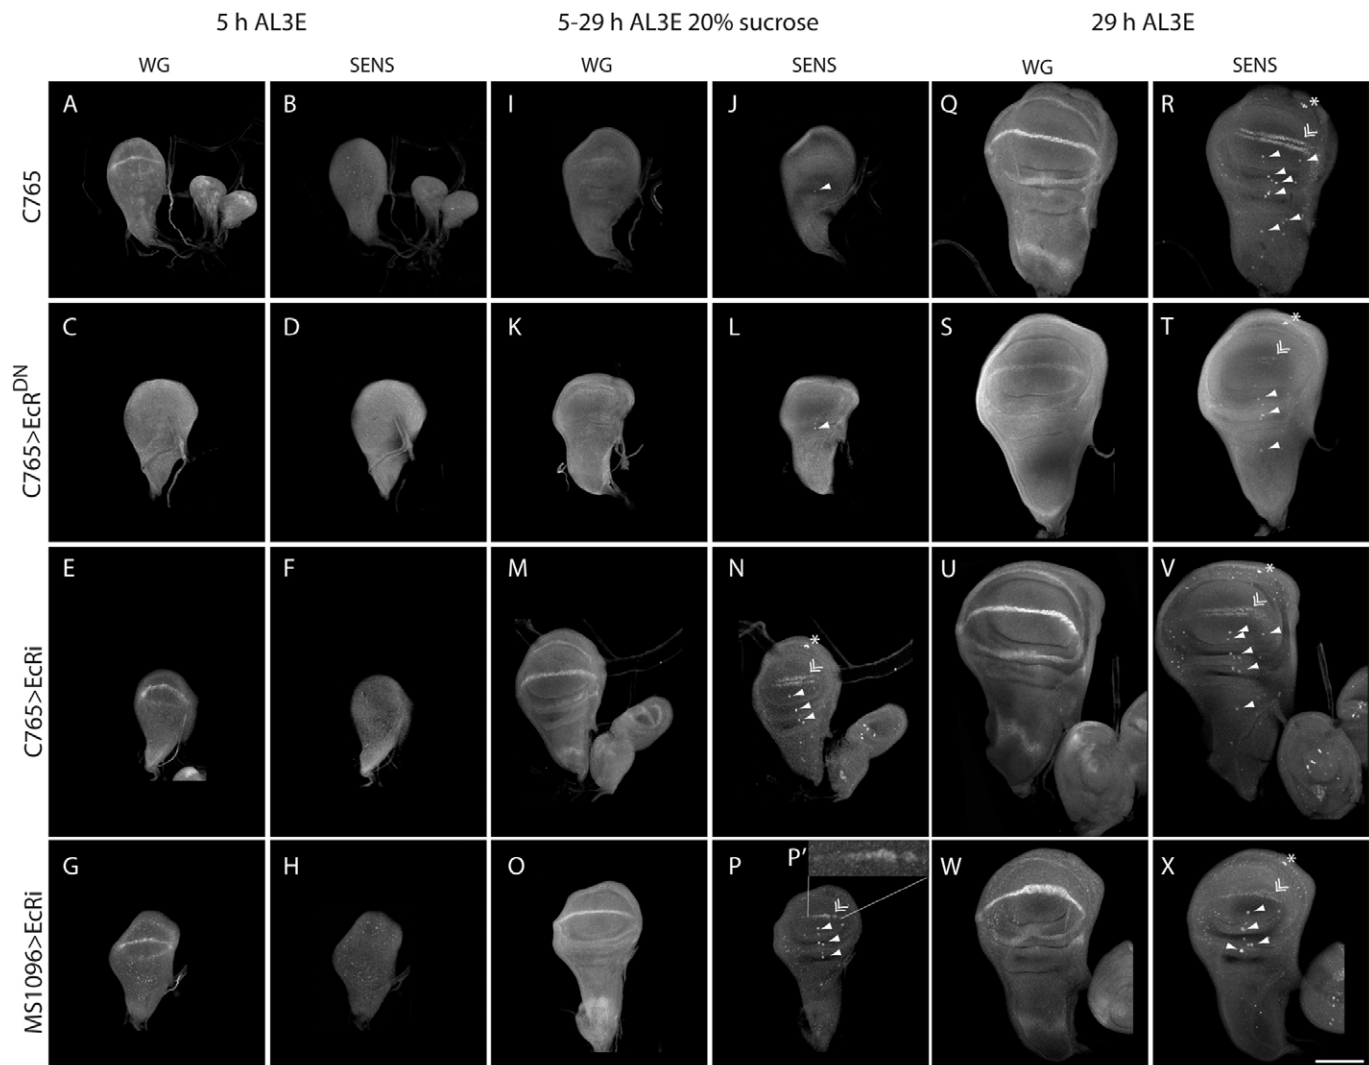 5 h AL3E 5-29 h AL3E 20% sucrose 29 h AL3E
WG SENS WG SENS WG SENS
C765
A B I J Q R
*
C765>EcR^DN
C D K L S T
*
C765>EcRi
E F M N U V
* *
MS1096>EcRi
G H O P P' W X
*